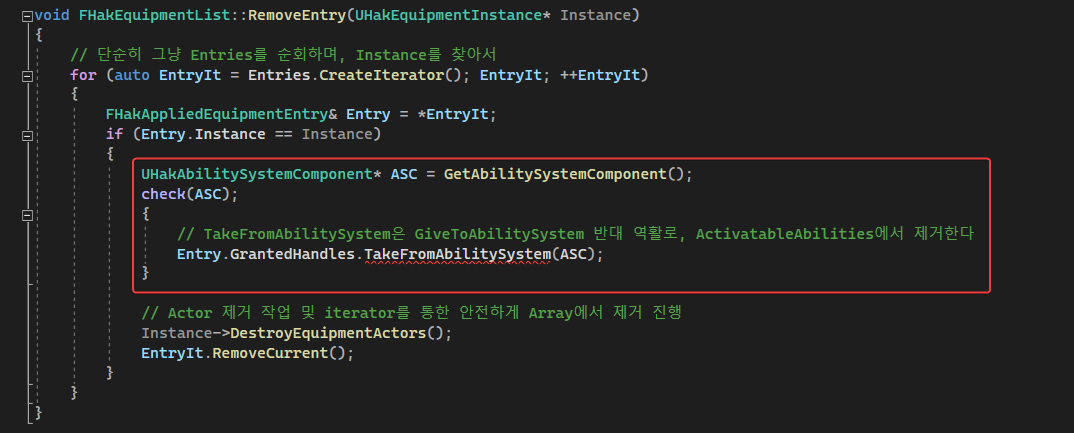 void FHakEquipmentList::RemoveEntry(UHakEquipmentInstance* Instance)
{
// 단순히 그냥 Entries를 순회하며, Instance를 찾아서
for (auto EntryIt = Entries.CreateIterator(); EntryIt; ++EntryIt)
{
FHakAppliedEquipmentEntry& Entry = *EntryIt;
if (Entry.Instance == Instance)
{
UHakAbilitySystemComponent* ASC = GetAbilitySystemComponent();
check(ASC);
{
// TakeFromAbilitySystem은 GiveToAbilitySystem 반대 역활로, ActivatableAbilities에서 제거한다
Entry.GrantedHandles.TakeFromAbilitySystem(ASC);
}
// Actor 제거 작업 및 iterator를 통한 안전하게 Array에서 제거 진행
Instance->DestroyEquipmentActors();
EntryIt.RemoveCurrent();
}
}
}